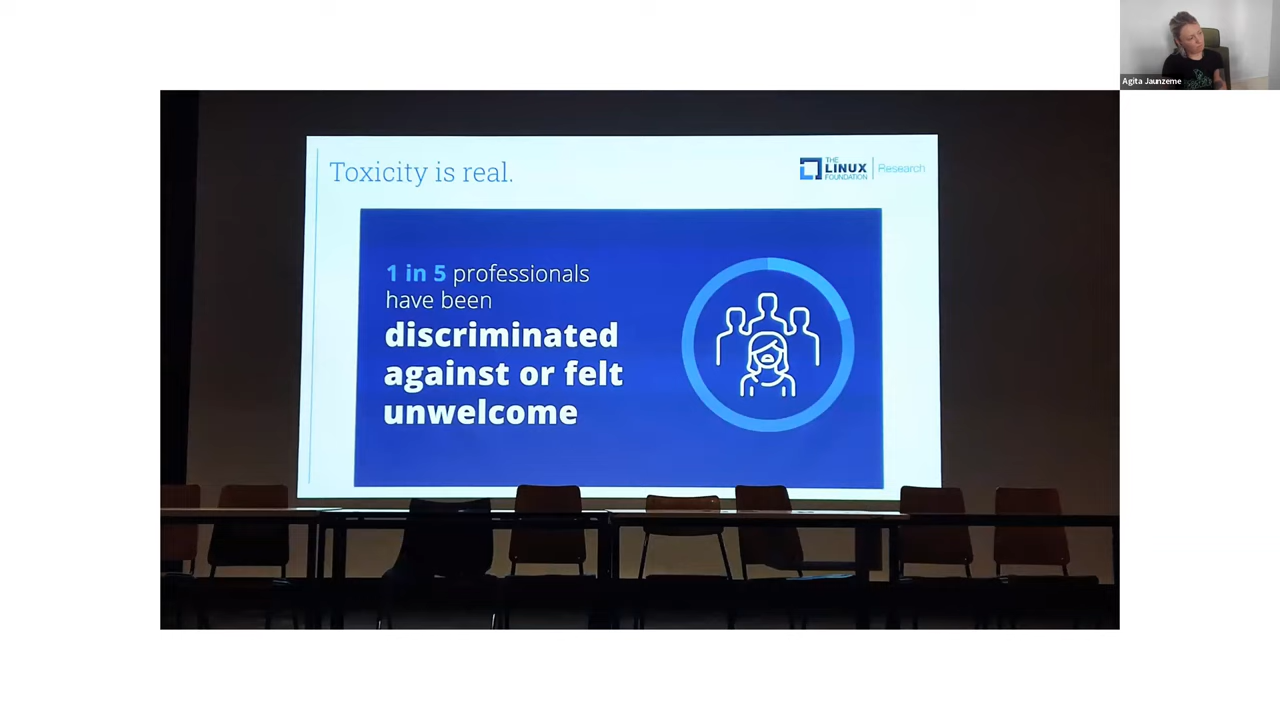 Agita Jaunzeme
Toxicity is real.
THE
LINUX
FOUNDATION
Research
1 in 5 professionals
have been
discriminated
against or felt
unwelcome